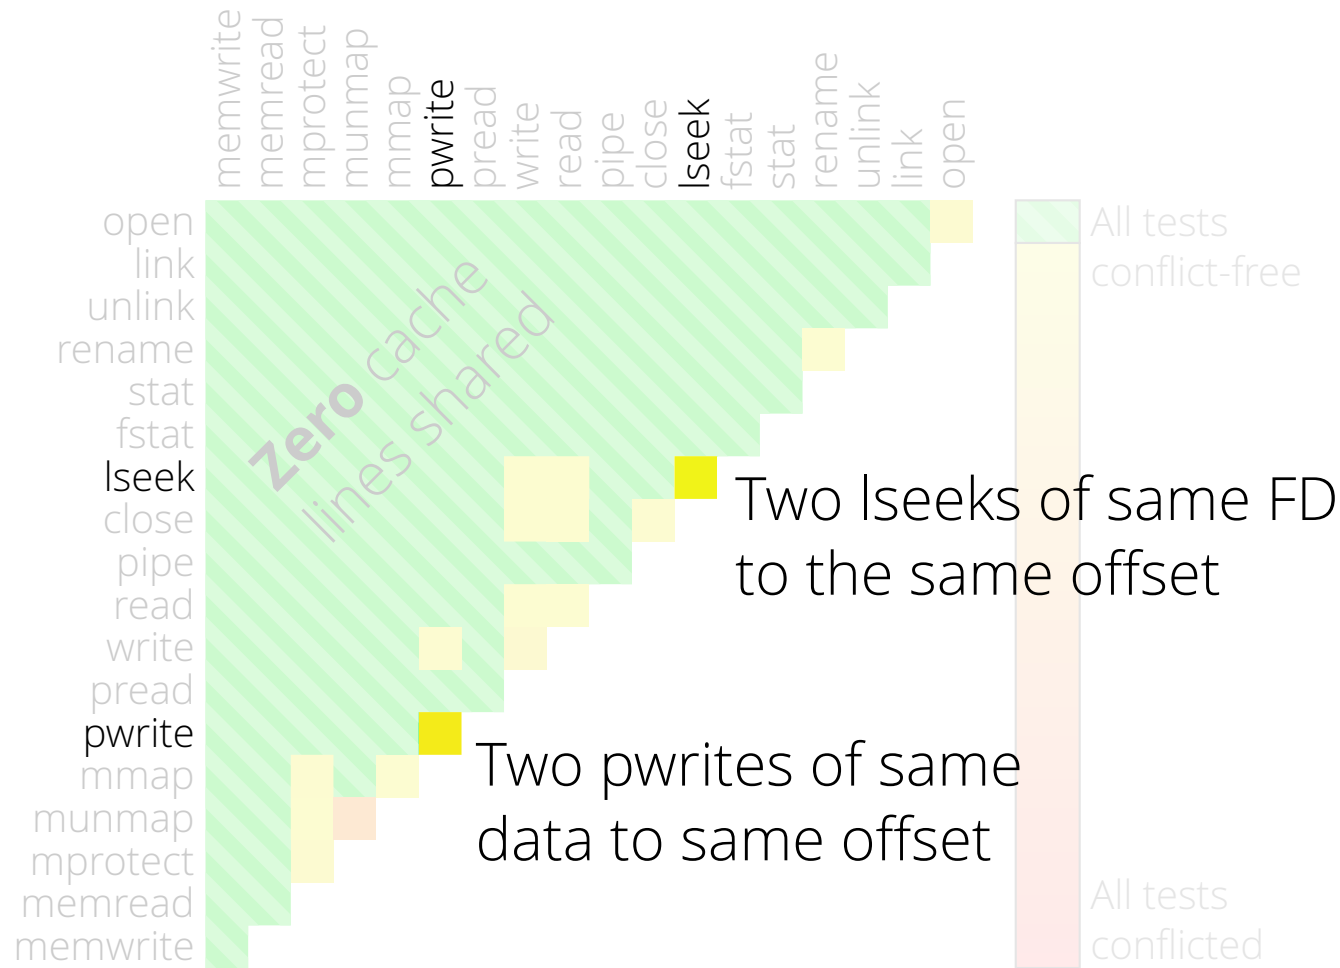 memwrite
memread
mprotect
munmap
mmap
pwrite
pread
write
read
pipe
close
lseek
fstat
stat
rename
unlink
link
open
open
link
unlink
rename
stat
fstat
lseek
close
pipe
read
write
pread
pwrite
mmap
munmap
mprotect
memread
memwrite
Zero cache
lines shared
Two lseeks of same FD
to the same offset
Two pwrites of same
data to same offset
All tests
conflict-free
All tests
conflicted